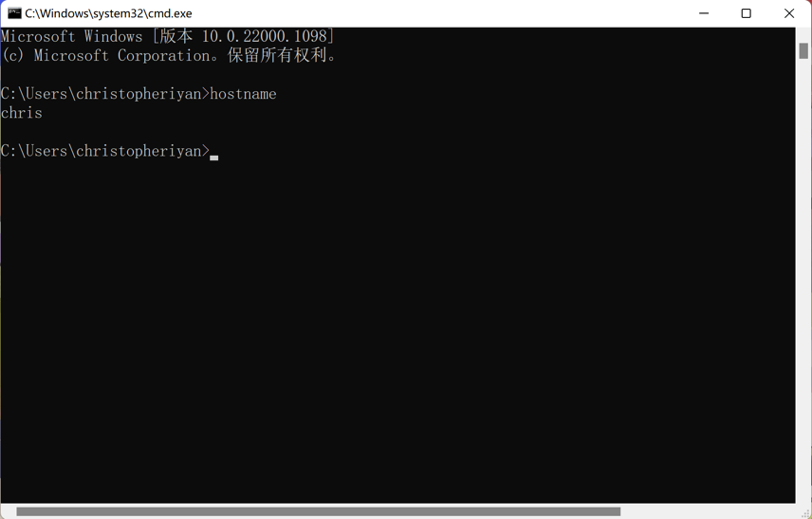 C:\Windows\system32\cmd.exe
Microsoft Windows [版本 10.0.22000.1098]
(c) Microsoft Corporation。保留所有权利。
C:\Users\christopheriyan>hostname
chris
C:\Users\christopheriyan>